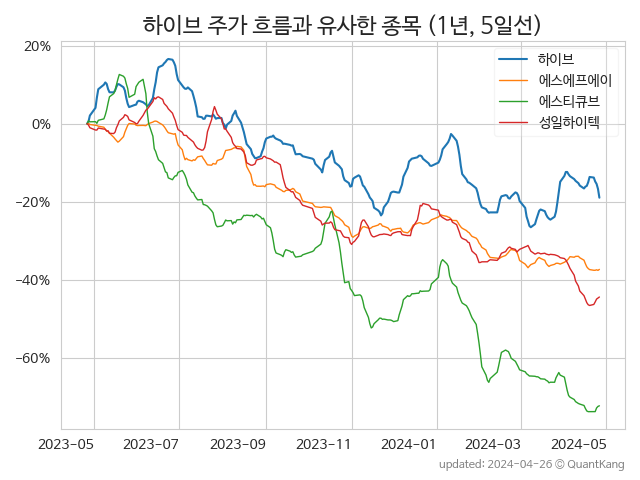 하이브 주가 흐름과 유사한 종목 (1년, 5일선)
20%
0%
−20%
−40%
−60%
하이브
에스에프에이
에스티큐브
성일하이텍
2023-05 2023-07 2023-09 2023-11 2024-01 2024-03 2024-05
updated: 2024-04-26 © QuantKang